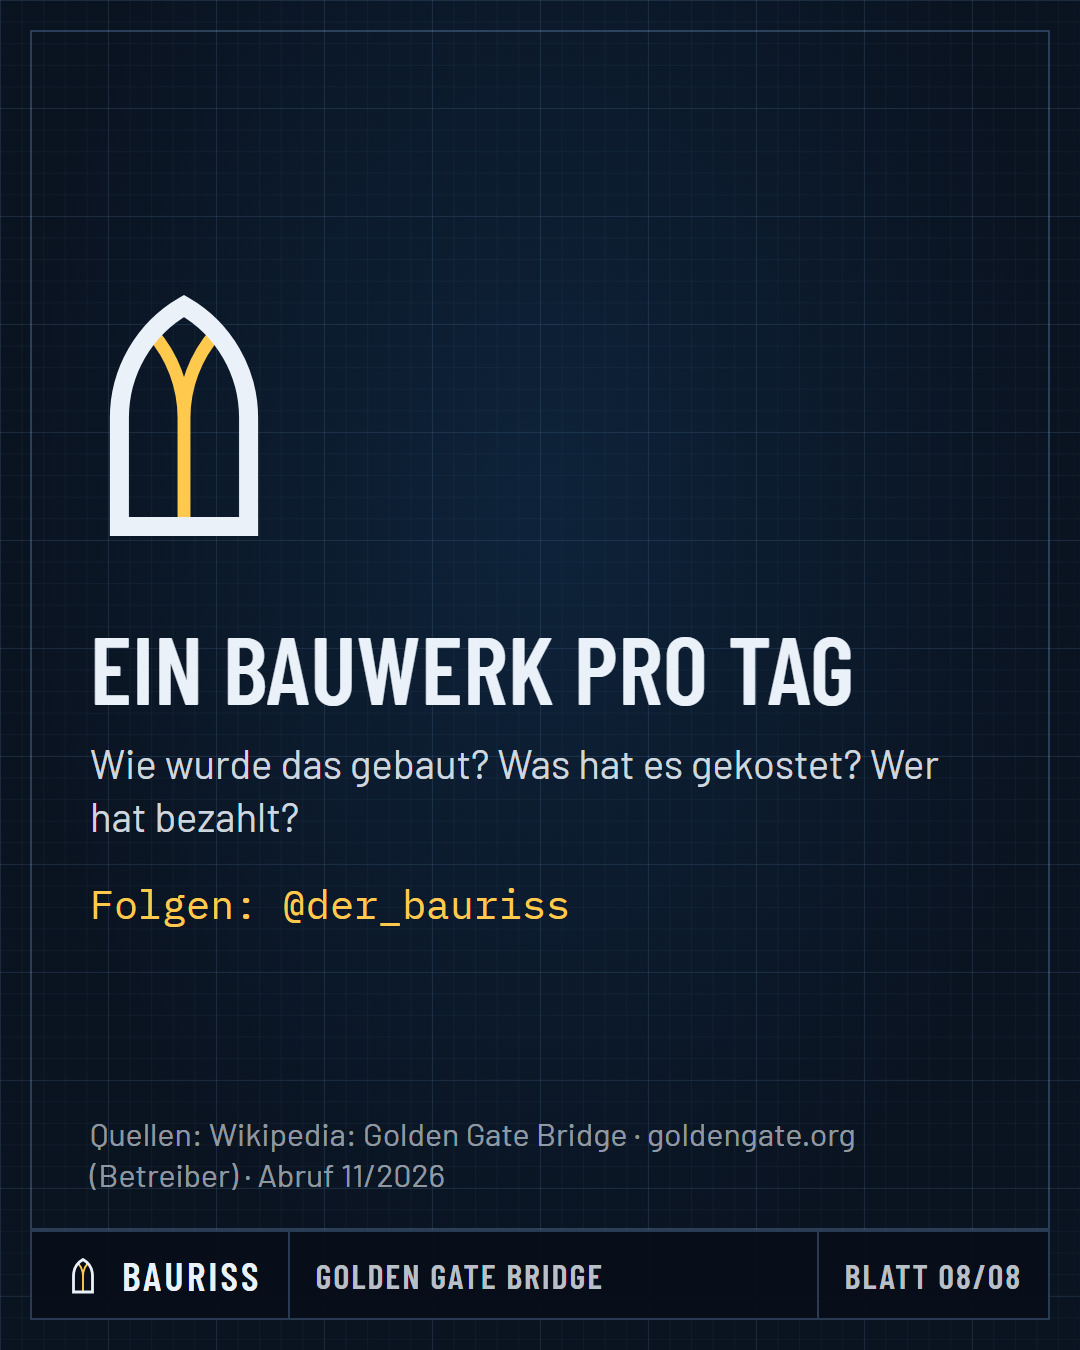 EIN BAUWERK PRO TAG
Wie wurde das gebaut? Was hat es gekostet? Wer
hat bezahlt?
Folgen: @der_bauriss
Quellen: Wikipedia: Golden Gate Bridge · goldengate.org
(Betreiber) · Abruf 11/2026
BAURISS
GOLDEN GATE BRIDGE
BLATT 08/08